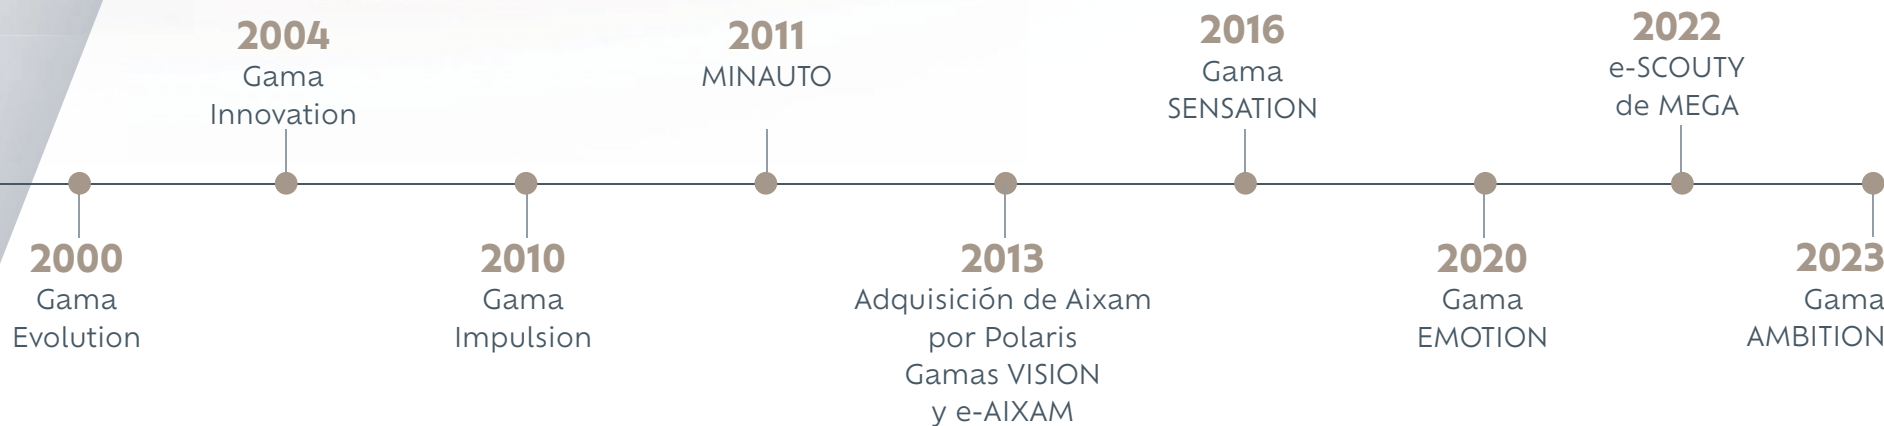 2000
Gama
Evolution
2004
Gama
Innovation
2010
Gama
Impulsion
2011
MINAUTO
2013
Adquisición de Aixam
por Polaris
Gamas VISION
y e-AIXAM
2016
Gama
SENSATION
2020
Gama
EMOTION
2022
e-SCOUTY
de MEGA
2023
Gama
AMBITION